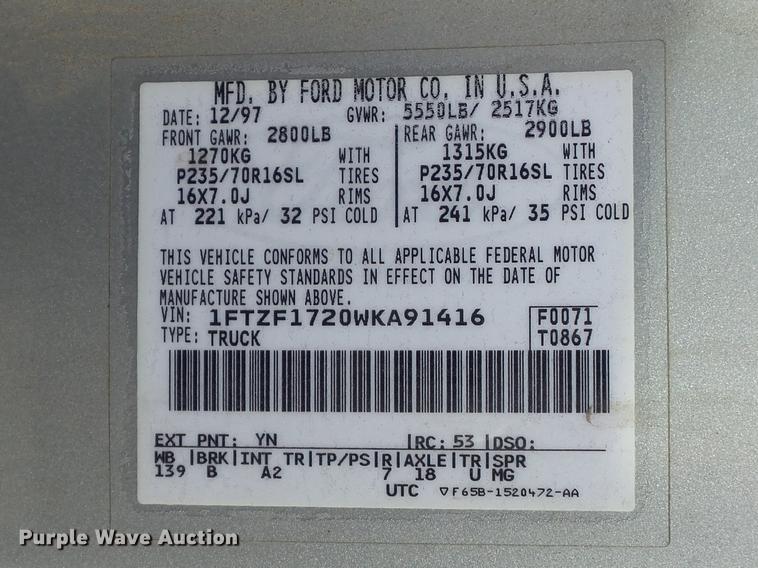 MFD. BY FORD MOTOR CO. IN U.S.A.
DATE: 12/97 GVWR: 5550LB/ 2517KG
FRONT GAWR: 2800LB REAR GAWR: 2900LB
1270KG WITH 1315KG WITH
P235/70R16SL TIRES P235/70R16SL TIRES
16X7.0J RIMS 16X7.0J RIMS
AT 221 kPa/ 32 PSI COLD AT 241 kPa/ 35 PSI COLD
THIS VEHICLE CONFORMS TO ALL APPLICABLE FEDERAL MOTOR
VEHICLE SAFETY STANDARDS IN EFFECT ON THE DATE OF
MANUFACTURE SHOWN ABOVE.
VIN: 1FTZF1720WKA91416 F0071
TYPE: TRUCK T0867
EXT PNT: YN RC: 53 DSO:
WB BRK INT TR TP/PS R AXLE TR SPR
139 B A2 7 18 U MG
UTC ▽F65B-1520472-AA
Purple Wave Auction